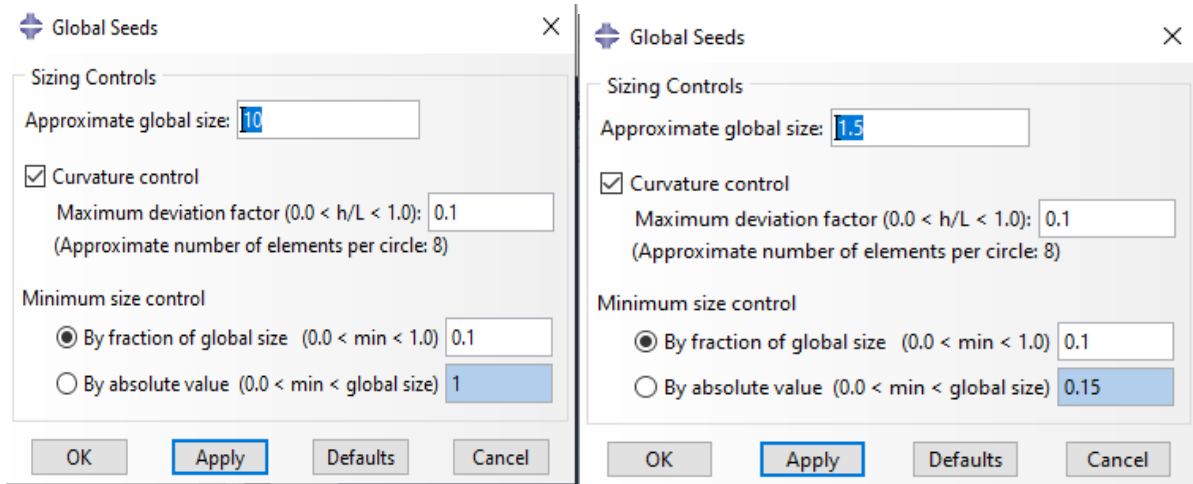 Global Seeds
Sizing Controls
Approximate global size: 10
Curvature control
Maximum deviation factor (0.0 < h/L < 1.0): 0.1
(Approximate number of elements per circle: 8)
Minimum size control
By fraction of global size (0.0 < min < 1.0) 0.1
By absolute value (0.0 < min < global size) 1
OK Apply Defaults Cancel
Global Seeds
Sizing Controls
Approximate global size: 1.5
Curvature control
Maximum deviation factor (0.0 < h/L < 1.0): 0.1
(Approximate number of elements per circle: 8)
Minimum size control
By fraction of global size (0.0 < min < 1.0) 0.1
By absolute value (0.0 < min < global size) 0.15
OK Apply Defaults Cancel